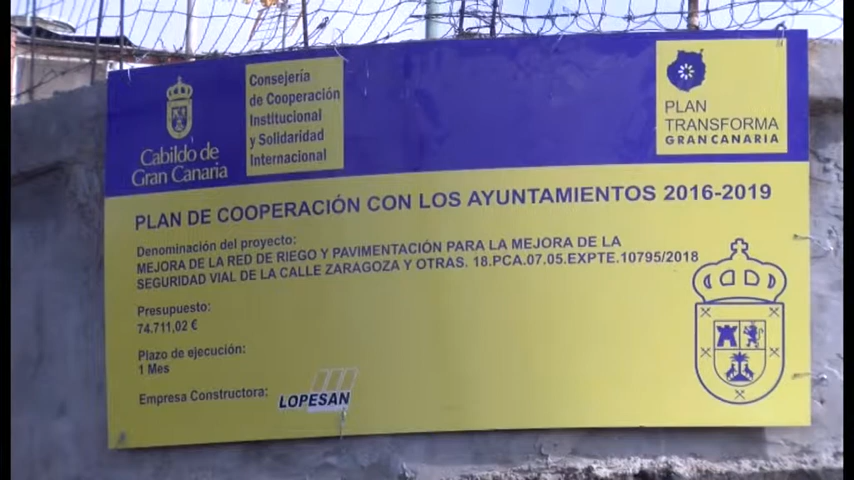 Cabildo de
Gran Canaria
Consejería
de Cooperación
Institucional
y Solidaridad
Internacional
PLAN
TRANSFORMA
GRAN CANARIA
PLAN DE COOPERACIÓN CON LOS AYUNTAMIENTOS 2016-2019
Denominación del proyecto:
MEJORA DE LA RED DE RIEGO Y PAVIMENTACIÓN PARA LA MEJORA DE LA
SEGURIDAD VIAL DE LA CALLE ZARAGOZA Y OTRAS. 18.PCA.07.05.EXPTE.10795/2018
Presupuesto:
74.711,02 €
Plazo de ejecución:
1 Mes
Empresa Constructora:
LOPESAN